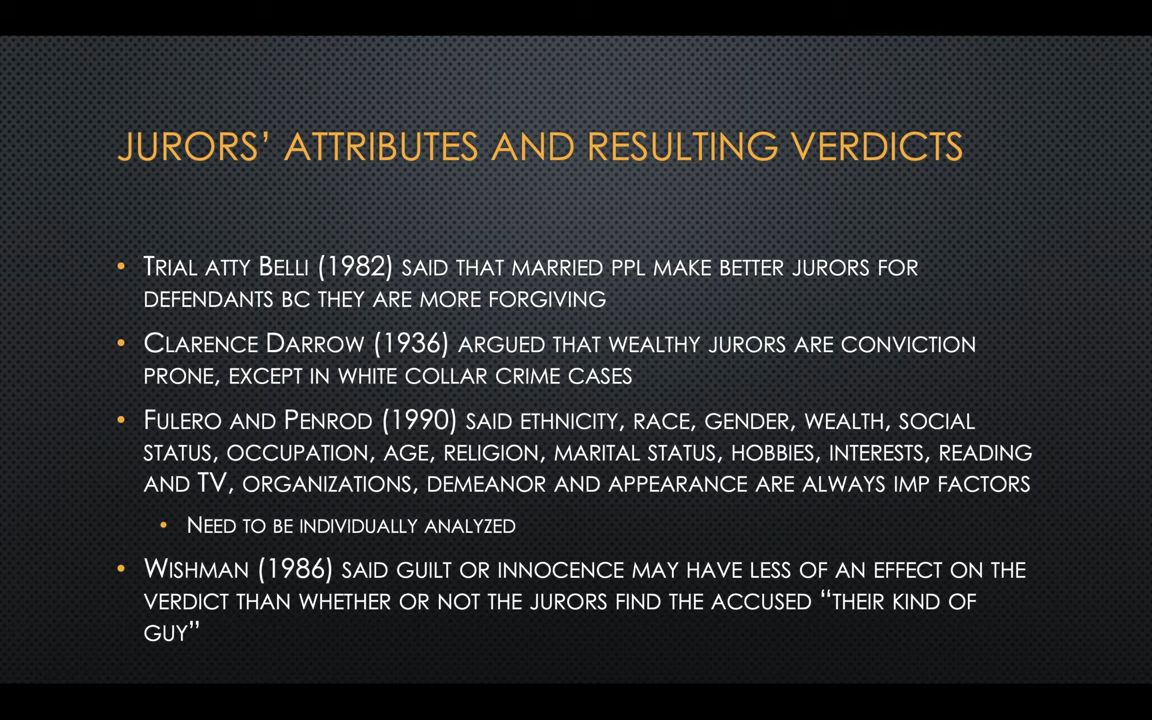 JURORS' ATTRIBUTES AND RESULTING VERDICTS
• TRIAL ATTY BELLI (1982) SAID THAT MARRIED PPL MAKE BETTER JURORS FOR
DEFENDANTS BC THEY ARE MORE FORGIVING
• CLARENCE DARROW (1936) ARGUED THAT WEALTHY JURORS ARE CONVICTION
PRONE, EXCEPT IN WHITE COLLAR CRIME CASES
• FULERO AND PENROD (1990) SAID ETHNICITY, RACE, GENDER, WEALTH, SOCIAL
STATUS, OCCUPATION, AGE, RELIGION, MARITAL STATUS, HOBBIES, INTERESTS, READING
AND TV, ORGANIZATIONS, DEMEANOR AND APPEARANCE ARE ALWAYS IMP FACTORS
• NEED TO BE INDIVIDUALLY ANALYZED
• WISHMAN (1986) SAID GUILT OR INNOCENCE MAY HAVE LESS OF AN EFFECT ON THE
VERDICT THAN WHETHER OR NOT THE JURORS FIND THE ACCUSED “THEIR KIND OF
GUY”